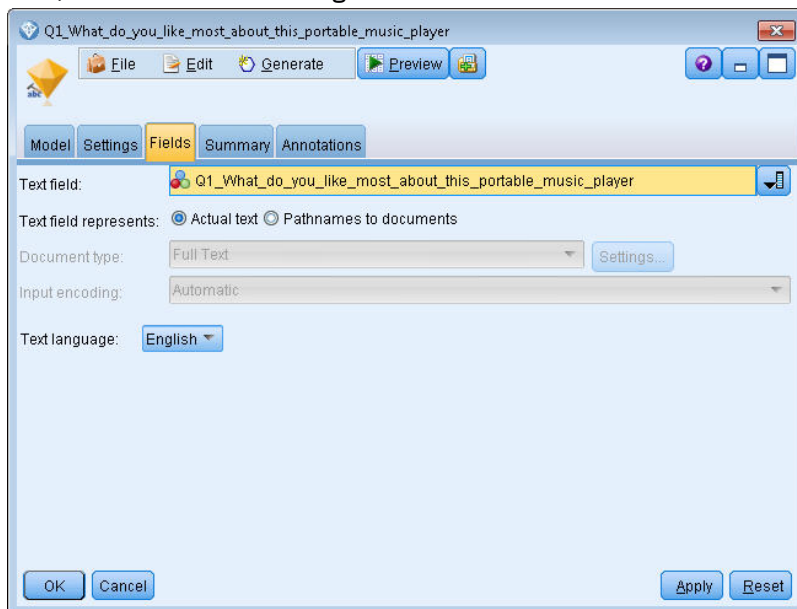 Q1_What_do_you_like_most_about_this_portable_music_player
File Edit Generate Preview
abc
Model Settings Fields Summary Annotations
Text field: Q1_What_do_you_like_most_about_this_portable_music_player
Text field represents: Actual text Pathnames to documents
Document type: Full Text Settings...
Input encoding: Automatic
Text language: English
OK Cancel Apply Reset